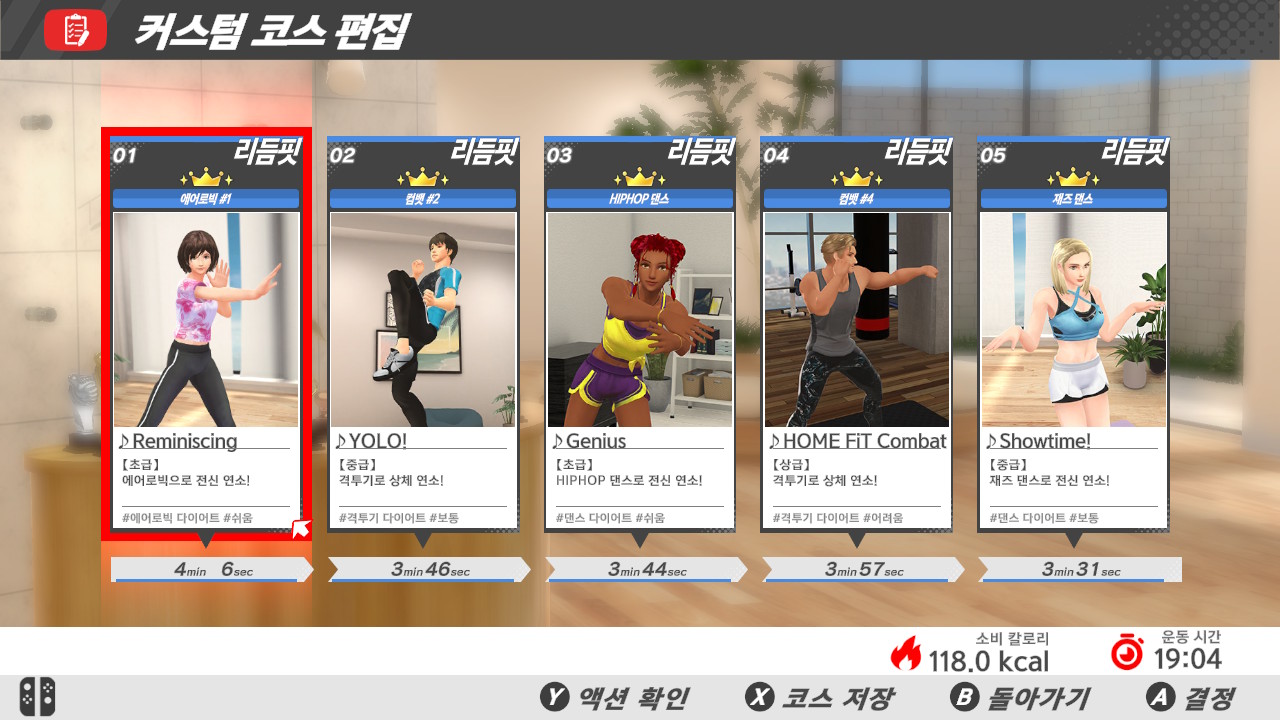 커스텀 코스 편집
01 리듬핏
에어로빅 #1
♪Reminiscing
【초급】
에어로빅으로 전신 연소!
#에어로빅 다이어트 #쉬움
4min 6sec
02 리듬핏
컴뱃 #2
♪YOLO!
【중급】
격투기로 상체 연소!
#격투기 다이어트 #보통
3min46sec
03 리듬핏
HIPHOP 댄스
♪Genius
【초급】
HIPHOP 댄스로 전신 연소!
#댄스 다이어트 #쉬움
3min44sec
04 리듬핏
컴뱃 #4
♪HOME FiT Combat
【상급】
격투기로 상체 연소!
#격투기 다이어트 #어려움
3min57sec
05 리듬핏
재즈 댄스
♪Showtime!
【중급】
재즈 댄스로 전신 연소!
#댄스 다이어트 #보통
3min31sec
소비 칼로리
118.0 kcal
운동 시간
19:04
Y 액션 확인 X 코스 저장 B 돌아가기 A 결정